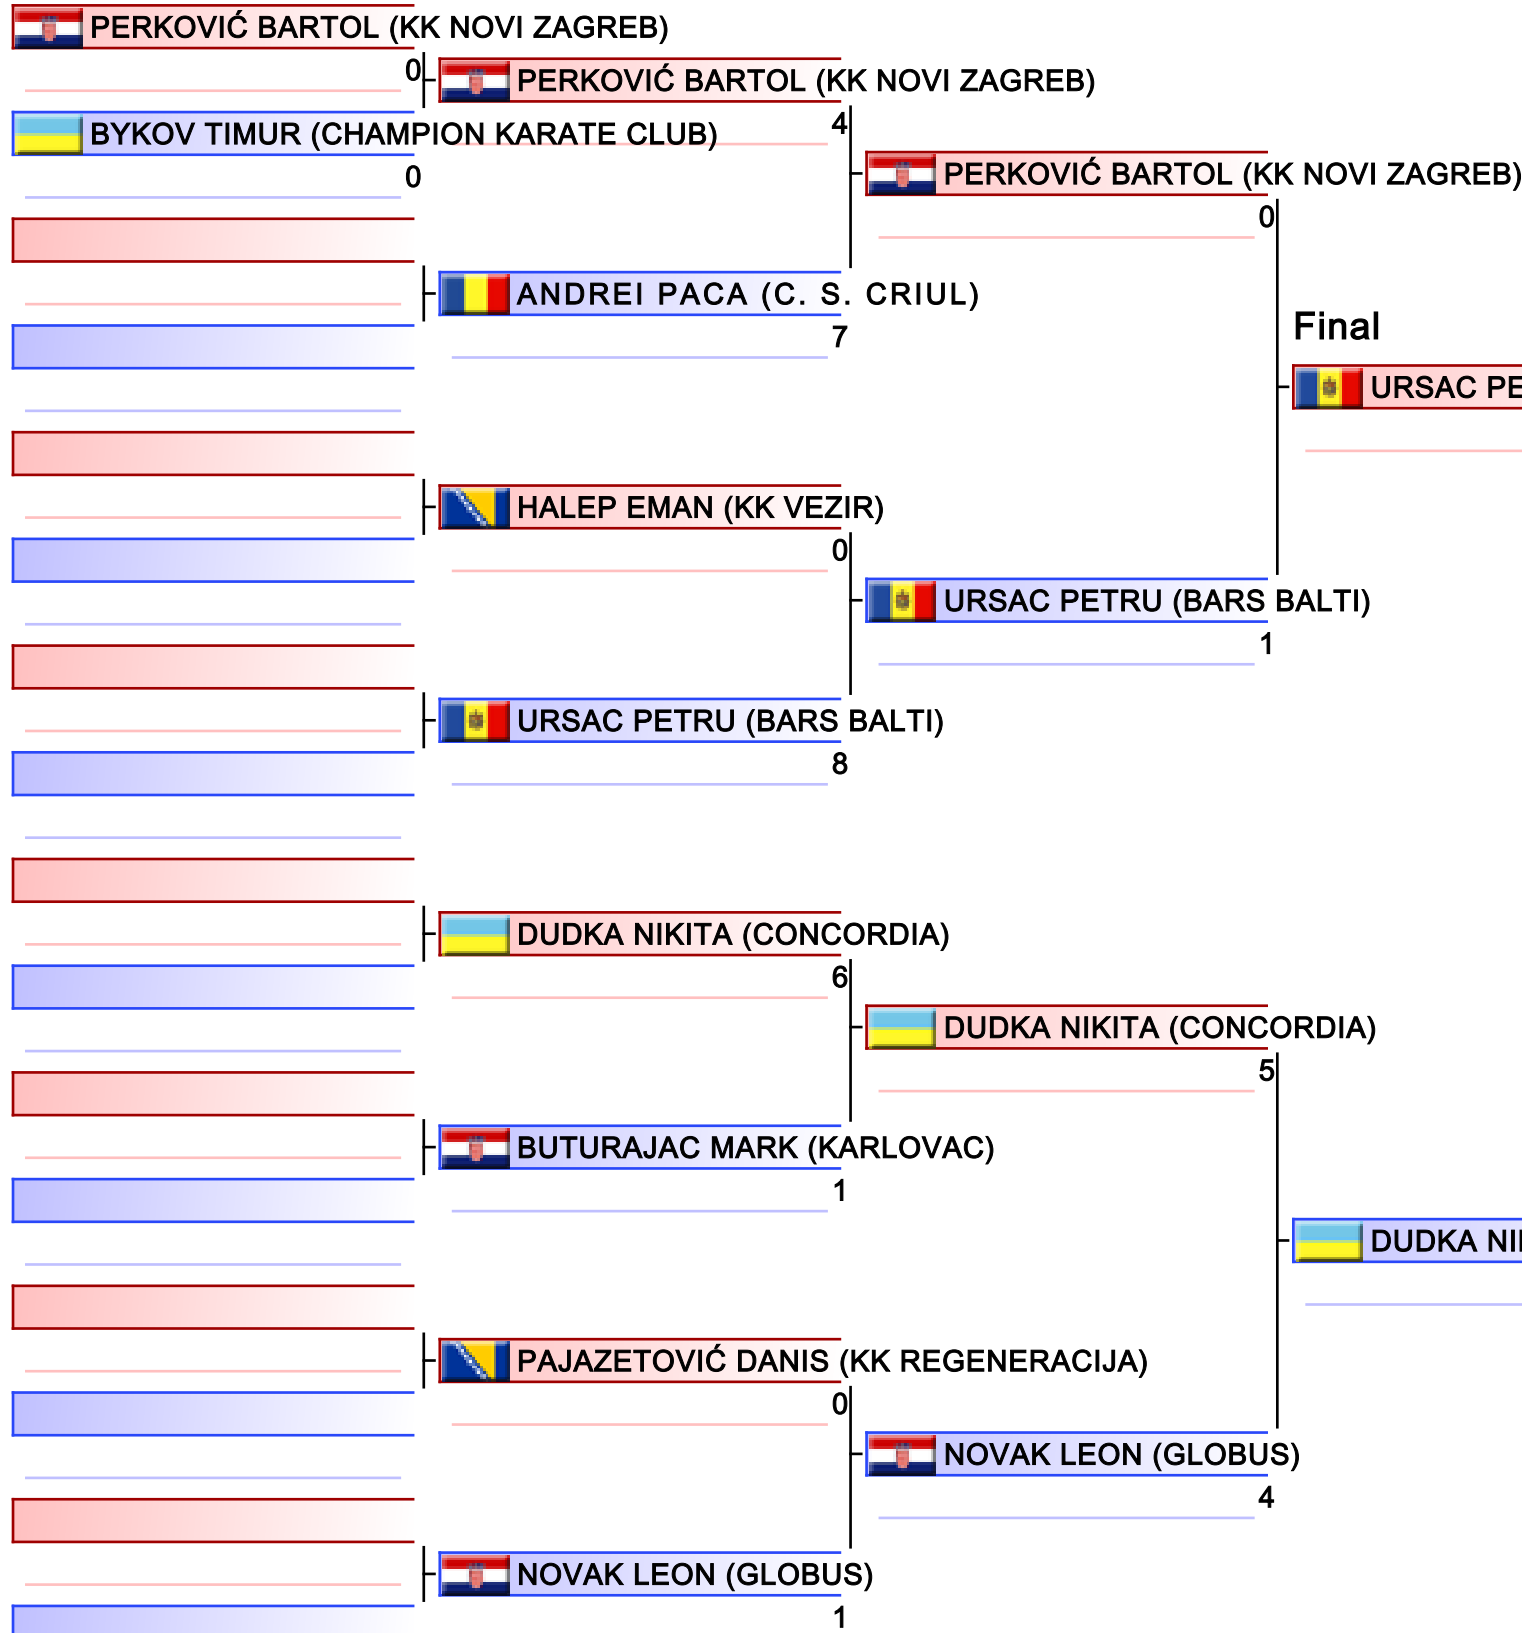 PERKOVIĆ BARTOL (KK NOVI ZAGREB)
0
PERKOVIĆ BARTOL (KK NOVI ZAGREB)
BYKOV TIMUR (CHAMPION KARATE CLUB)
4
0
PERKOVIĆ BARTOL (KK NOVI ZAGREB)
0
ANDREI PACA (C. S. CRIUL)
7
Final
URSAC PE
HALEP EMAN (KK VEZIR)
0
URSAC PETRU (BARS BALTI)
1
URSAC PETRU (BARS BALTI)
8
DUDKA NIKITA (CONCORDIA)
6
DUDKA NIKITA (CONCORDIA)
5
BUTURAJAC MARK (KARLOVAC)
1
DUDKA NI
PAJAZETOVIĆ DANIS (KK REGENERACIJA)
0
NOVAK LEON (GLOBUS)
4
NOVAK LEON (GLOBUS)
1